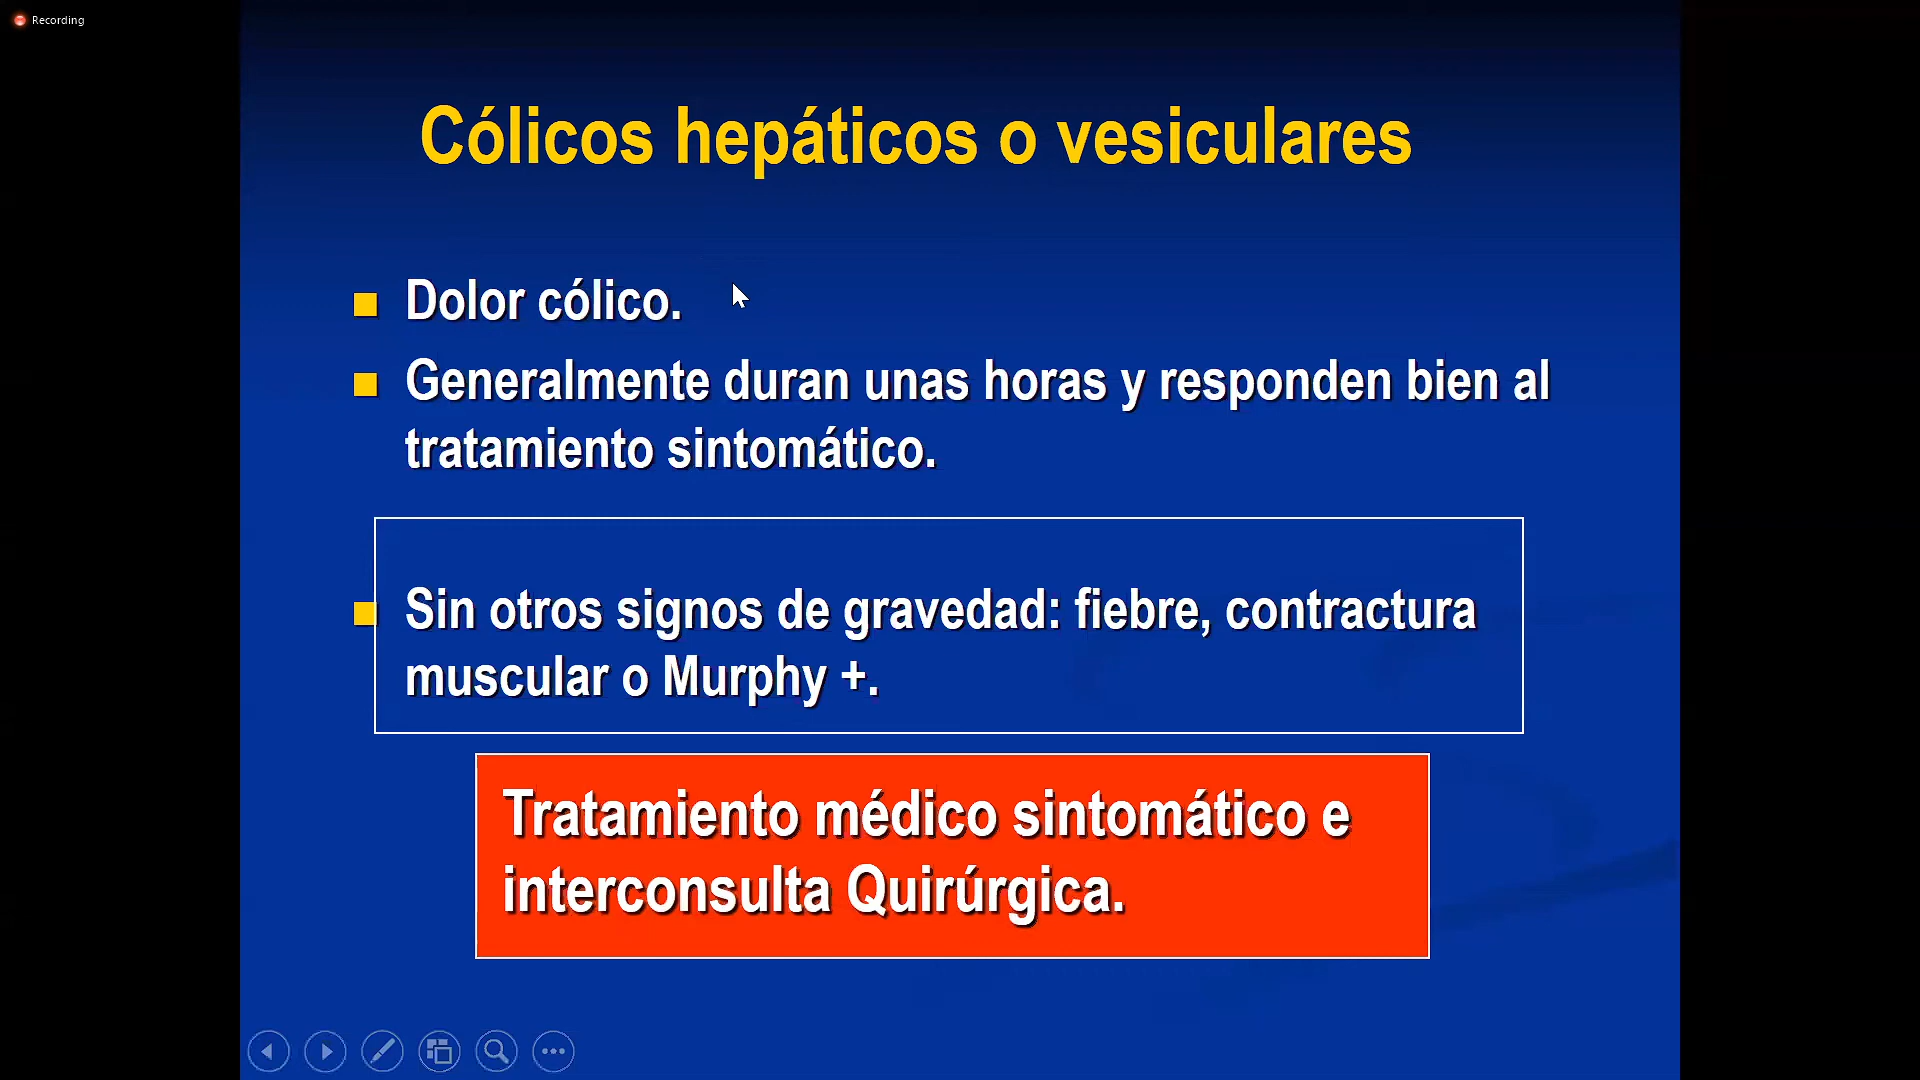 Recording
Cólicos hepáticos o vesiculares
Dolor cólico.
Generalmente duran unas horas y responden bien al
tratamiento sintomático.
Sin otros signos de gravedad: fiebre, contractura
muscular o Murphy +.
Tratamiento médico sintomático e
interconsulta Quirúrgica.